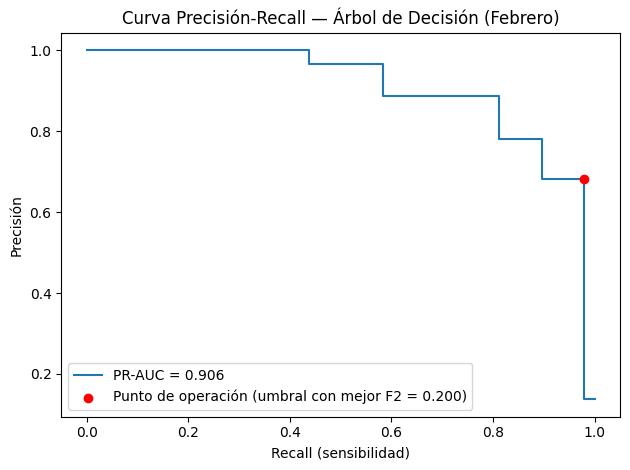 Curva Precisión-Recall — Árbol de Decisión (Febrero)
1.0
0.8
0.6
0.4
0.2
Precisión
PR-AUC = 0.906
Punto de operación (umbral con mejor F2 = 0.200)
0.0 0.2 0.4 0.6 0.8 1.0
Recall (sensibilidad)